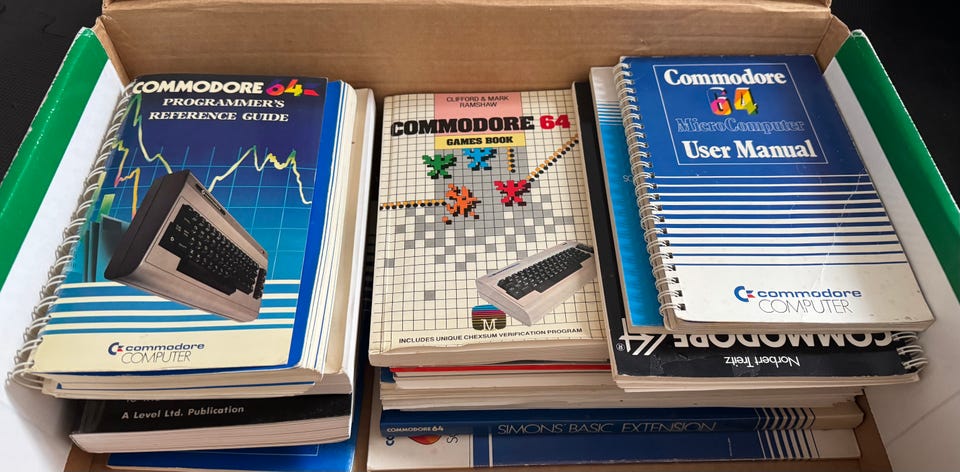 COMMODORE 64
PROGRAMMER'S
REFERENCE GUIDE
commodore
COMPUTER
A Level Ltd. Publication
CLIFFORD & MARK
RAMSHAW
COMMODORE 64
GAMES BOOK
M
INCLUDES UNIQUE CHEXSUM VERIFICATION PROGRAM
COMMODORE 64
SIMONS' BASIC EXTENSION
Commodore
64
MicroComputer
User Manual
commodore
COMPUTER
COMMODORE
64
Norbert Treitz